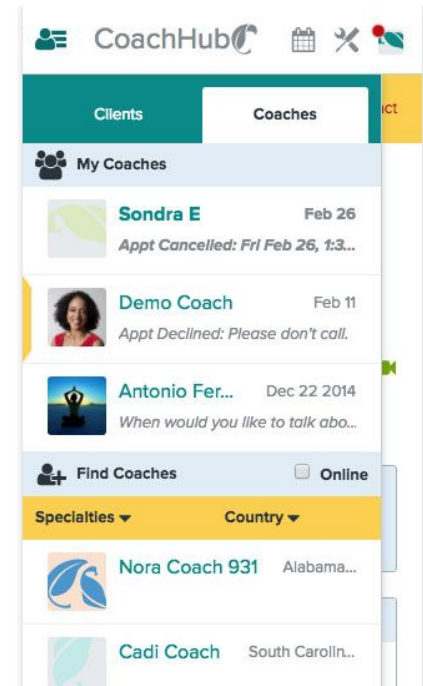 CoachHub
Clients
Coaches
ct
My Coaches
Sondra E
Feb 26
Appt Cancelled: Fri Feb 26, 1:3...
Demo Coach
Feb 11
Appt Declined: Please don't call.
Antonio Fer...
Dec 22 2014
When would you like to talk abo...
Find Coaches
Online
Specialties
Country
Nora Coach 931
Alabama...
Cadi Coach
South Carolin...